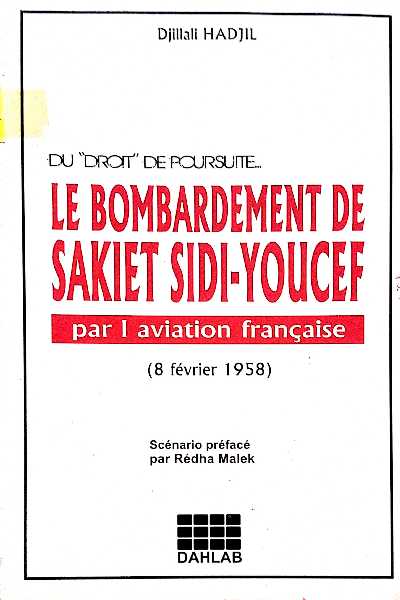 Djillali HADJIL
DU "DROIT" DE POURSUITE...
LE BOMBARDEMENT DE
SAKIET SIDI-YOUCEF
par l aviation française
(8 février 1958)
Scénario préfacé
par Rédha Malek
DAHLAB